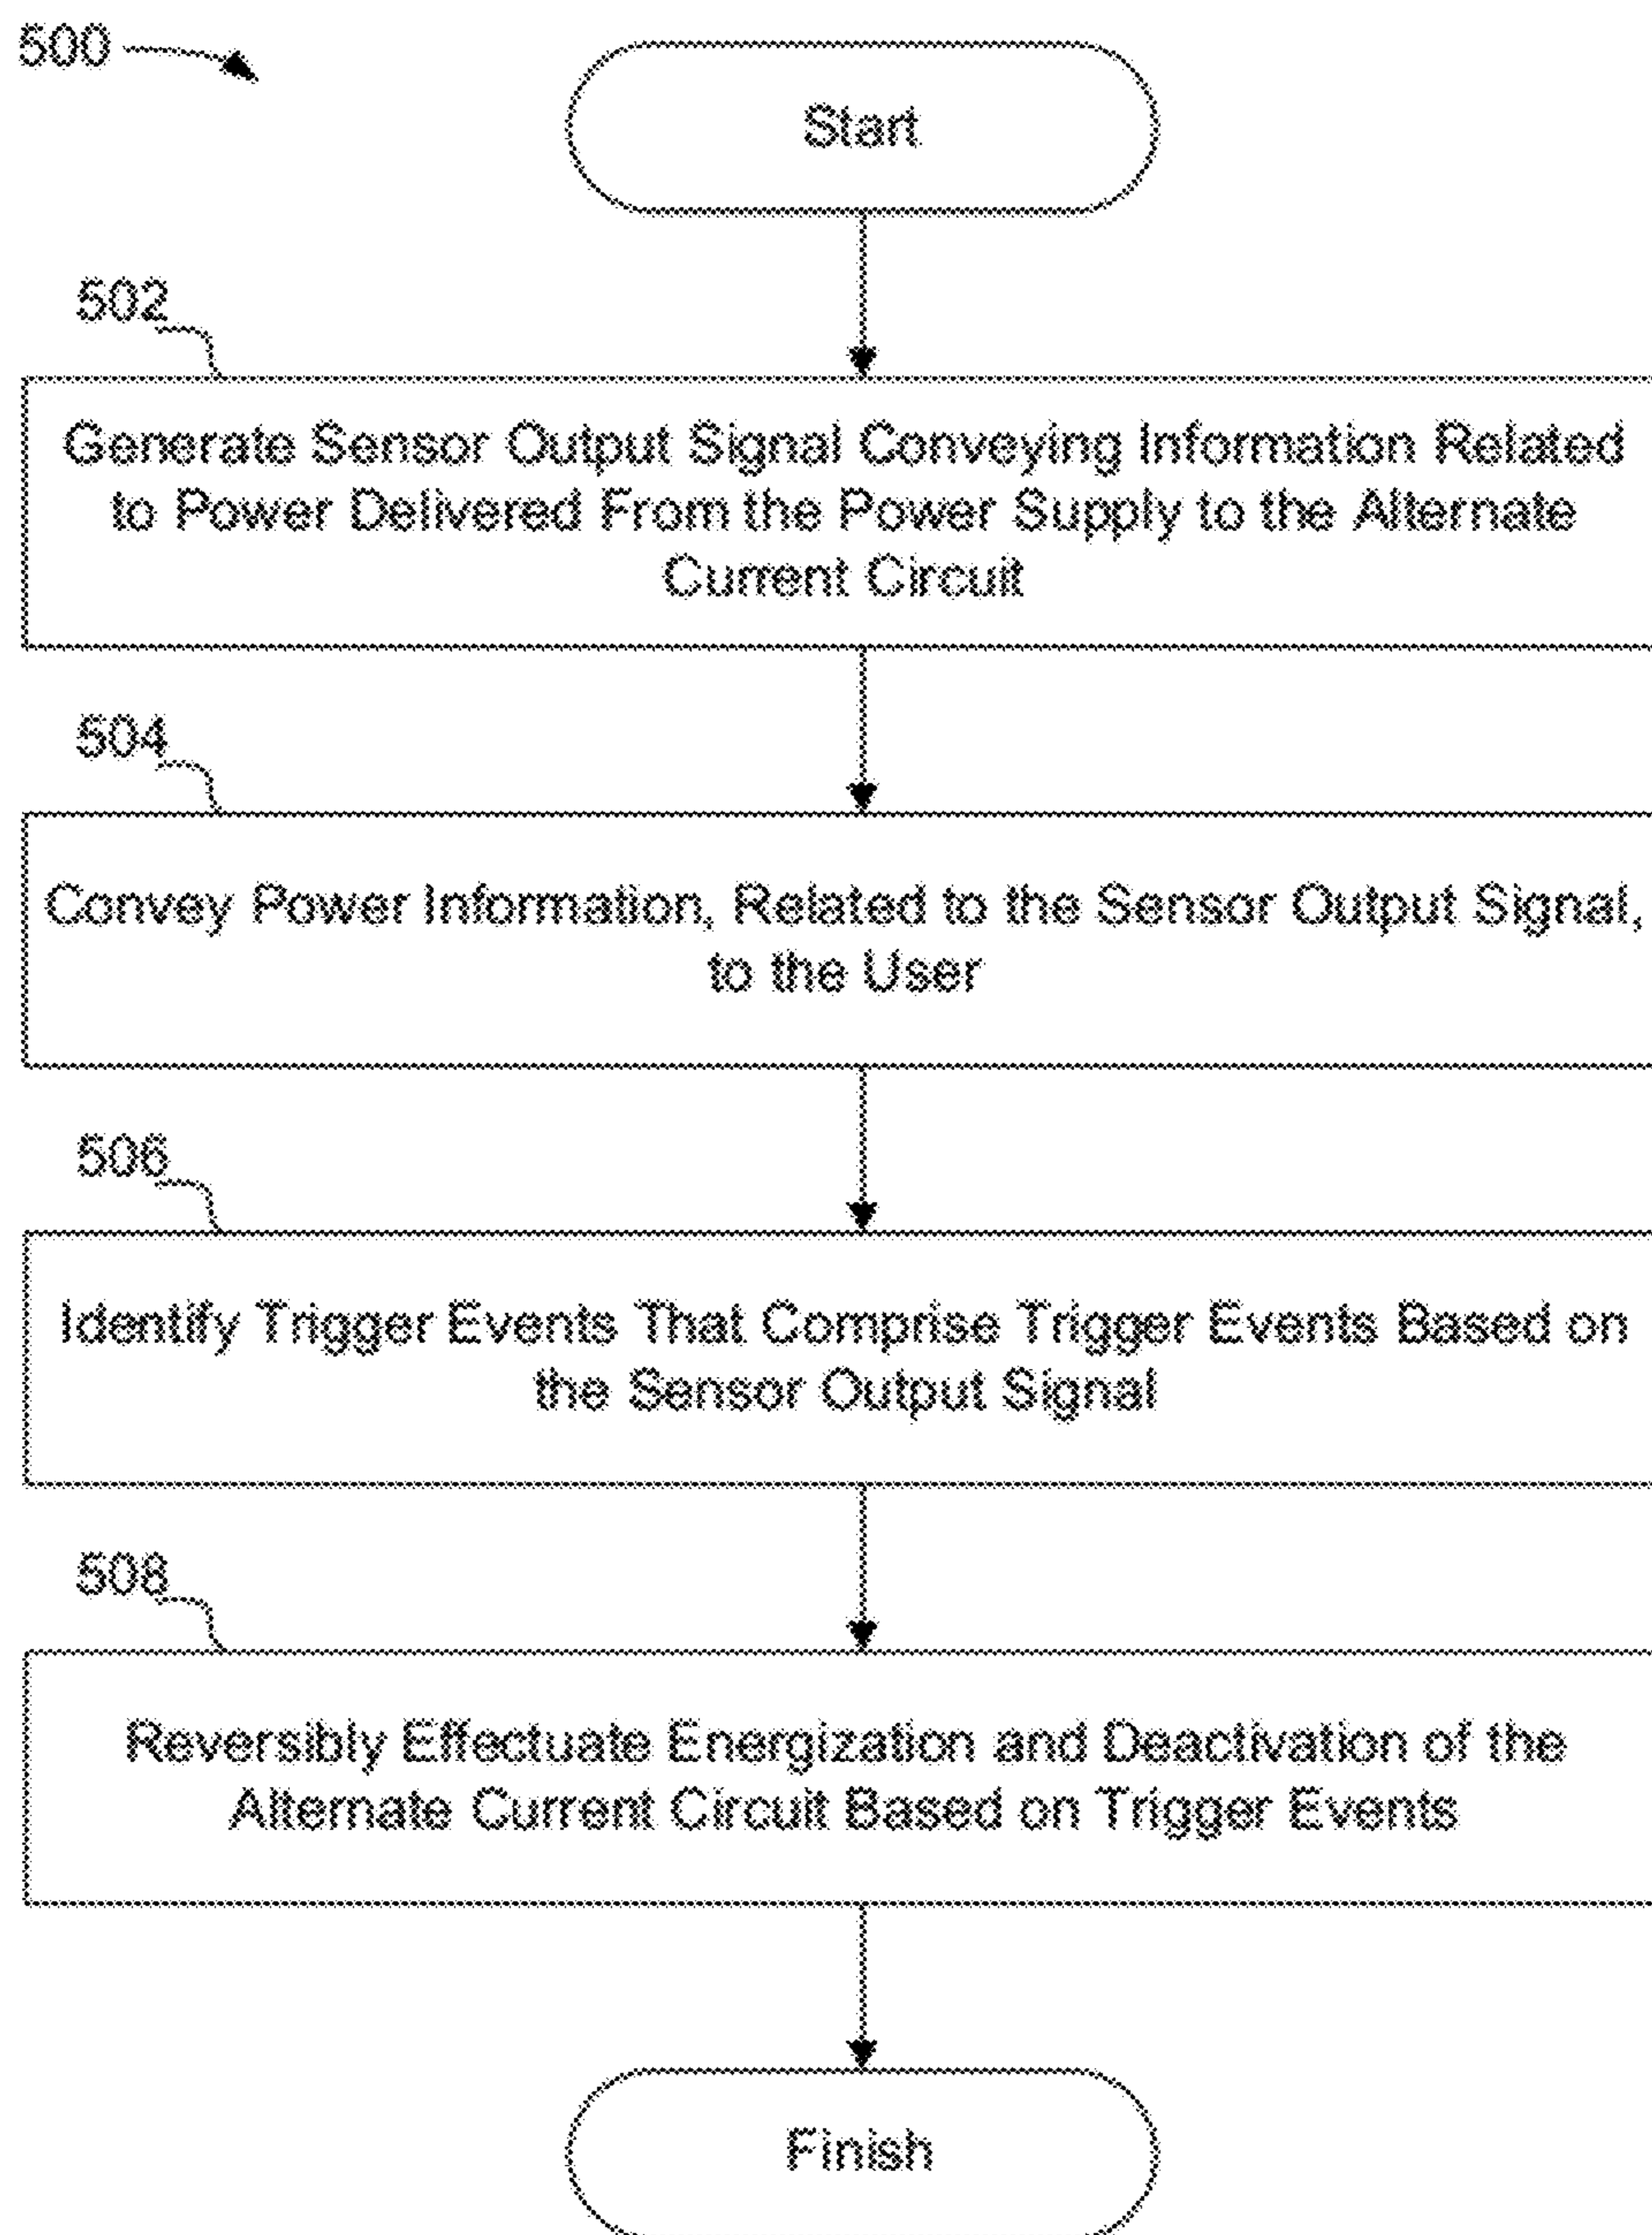 500
Start
502
Generate Sensor Output Signal Conveying Information Related
to Power Delivered From the Power Supply to the Alternate
Current Circuit
504
Convey Power Information, Related to the Sensor Output Signal,
to the User
506
Identify Trigger Events That Comprise Trigger Events Based on
the Sensor Output Signal
508
Reversibly Effectuate Energization and Deactivation of the
Alternate Current Circuit Based on Trigger Events
Finish